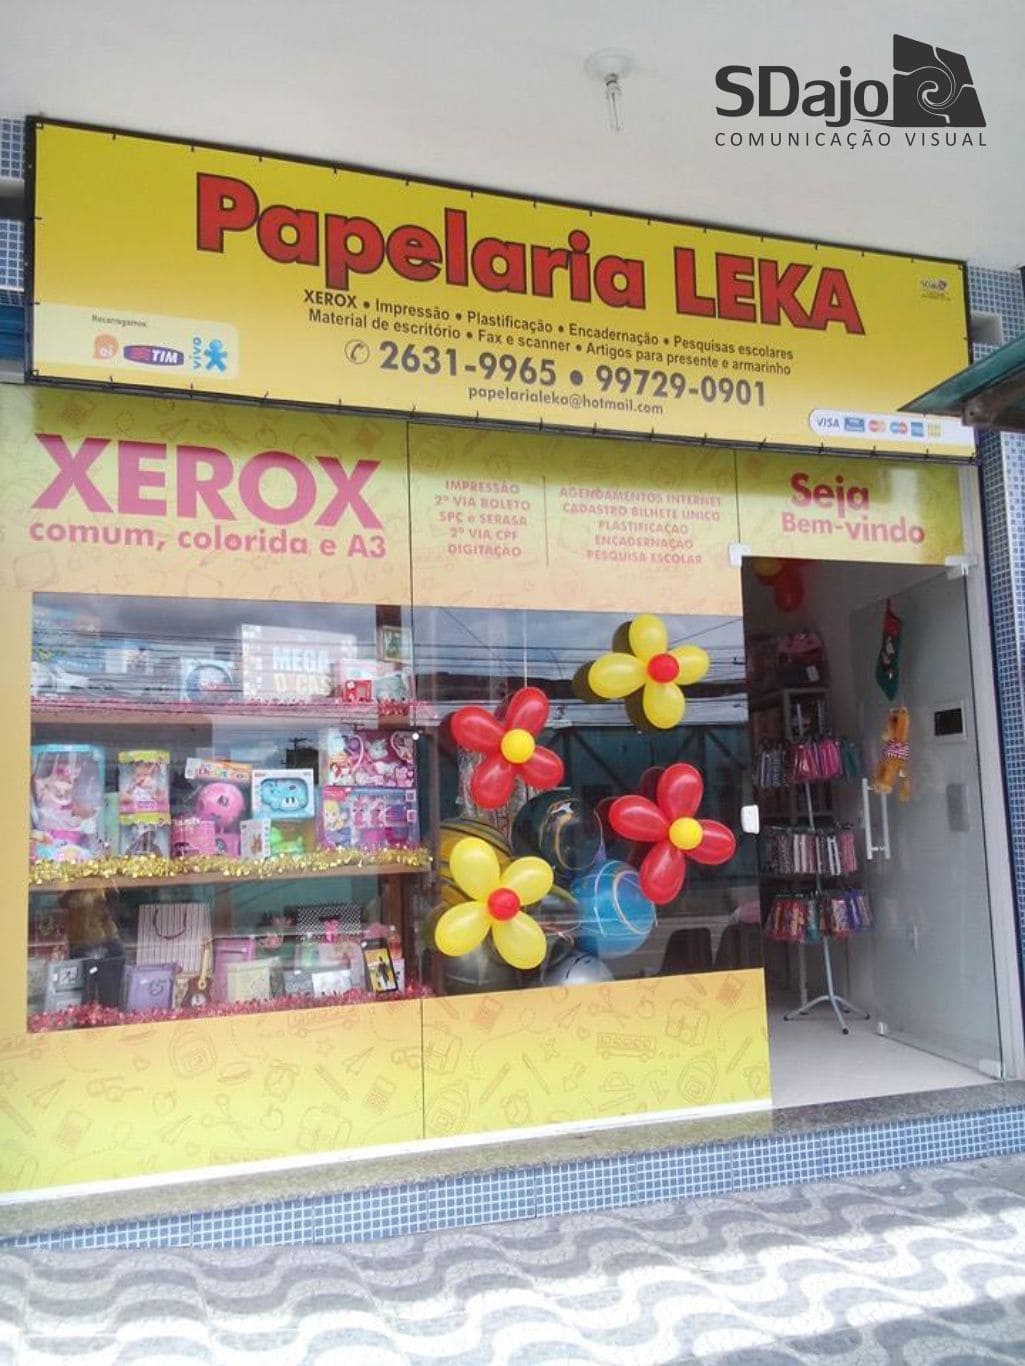 SDajo
COMUNICAÇÃO VISUAL
Papelaria LEKA
SDajo
XEROX • Impressão • Plastificação • Encadernação • Pesquisas escolares
Material de escritório • Fax e scanner • Artigos para presente e armarinho
Recarregamos:
oi TIM vivo
2631-9965 • 99729-0901
papelarialeka@hotmail.com
VISA
XEROX
comum, colorida e A3
IMPRESSÃO
2ª VIA BOLETO
SPC e SERASA
2ª VIA CPF
DIGITAÇÃO
AGENDAMENTOS INTERNET
CADASTRO BILHETE ÚNICO
PLASTIFICAÇÃO
ENCADERNAÇÃO
PESQUISA ESCOLAR
Seja
Bem-vindo
MEGA